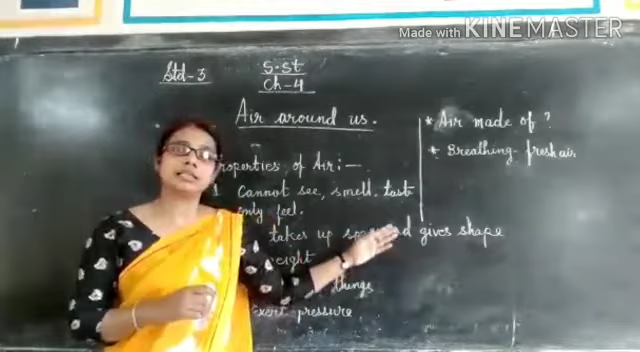 Made with KINEMASTER
Std-3
S.St
Ch-4
Air around us.
roperties of Air:-
1 Cannot see, smell, tast
only feel.
takes up gives shape
eight
things
exert pressure
* Air made of ?
* Breathing- fresh air